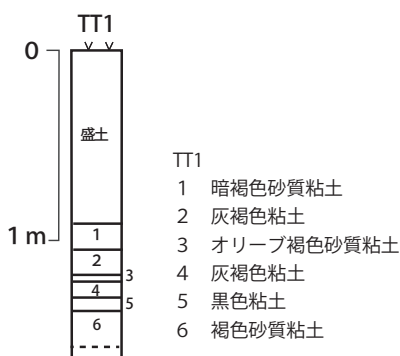 TT1
0
盛土
1 m
1
2
3
4
5
6
TT1
1 暗褐色砂質粘土
2 灰褐色粘土
3 オリーブ褐色砂質粘土
4 灰褐色粘土
5 黒色粘土
6 褐色砂質粘土